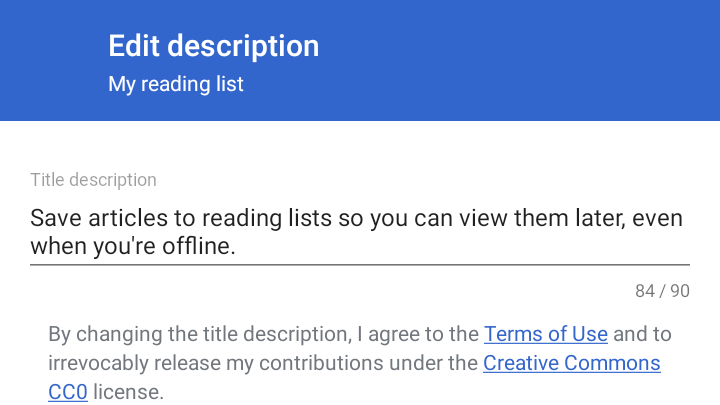 Edit description
My reading list
Title description
Save articles to reading lists so you can view them later, even
when you're offline.
84 / 90
By changing the title description, I agree to the Terms of Use and to
irrevocably release my contributions under the Creative Commons
CC0 license.